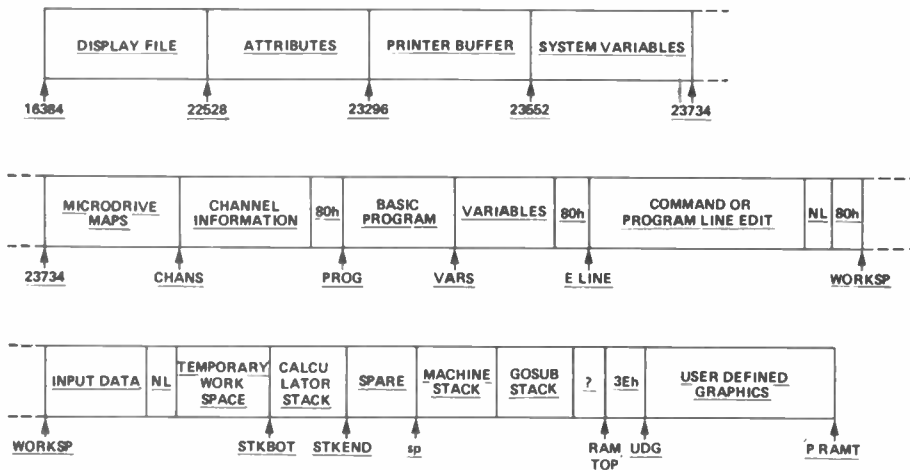 DISPLAY FILE
ATTRIBUTES
PRINTER BUFFER
SYSTEM VARIABLES
16384
22528
23296
23552
23734
MICRODRIVE
MAPS
CHANNEL
INFORMATION
80h
BASIC
PROGRAM
VARIABLES
80h
COMMAND OR
PROGRAM LINE EDIT
NL
80h
23734
CHANS
PROG
VARS
E LINE
WORKSP
INPUT DATA
NL
TEMPORARY
WORK
SPACE
CALCU
LATOR
STACK
SPARE
MACHINE
STACK
GOSUB
STACK
?
3Eh
USER DEFINED
GRAPHICS
WORKSP
STKBOT
STKEND
sp
RAM
TOP
UDG
P RAMT